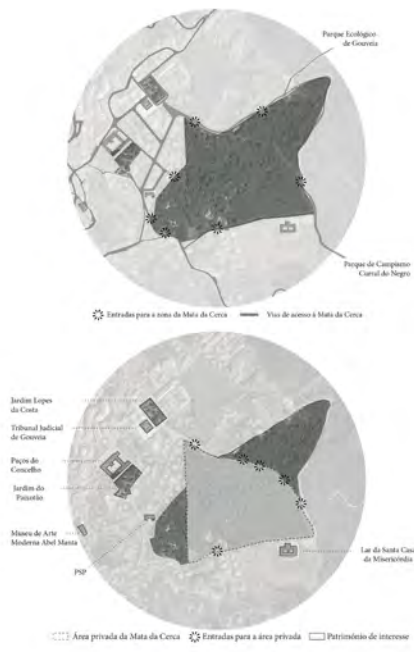 Parque Ecológico
de Gouveia
Parque de Campismo
Curral do Negro
Entradas para a zona da Mata da Cerca
Vias de acesso à Mata da Cerca
Jardim Lopes
da Costa
Tribunal Judicial
de Gouveia
Paços do
Concelho
Jardim do
Paixotão
Museu de Arte
Moderna Abel Manta
PSP
Lar da Santa Casa
da Misericórdia
Área privada da Mata da Cerca
Entradas para a área privada
Património de interesse